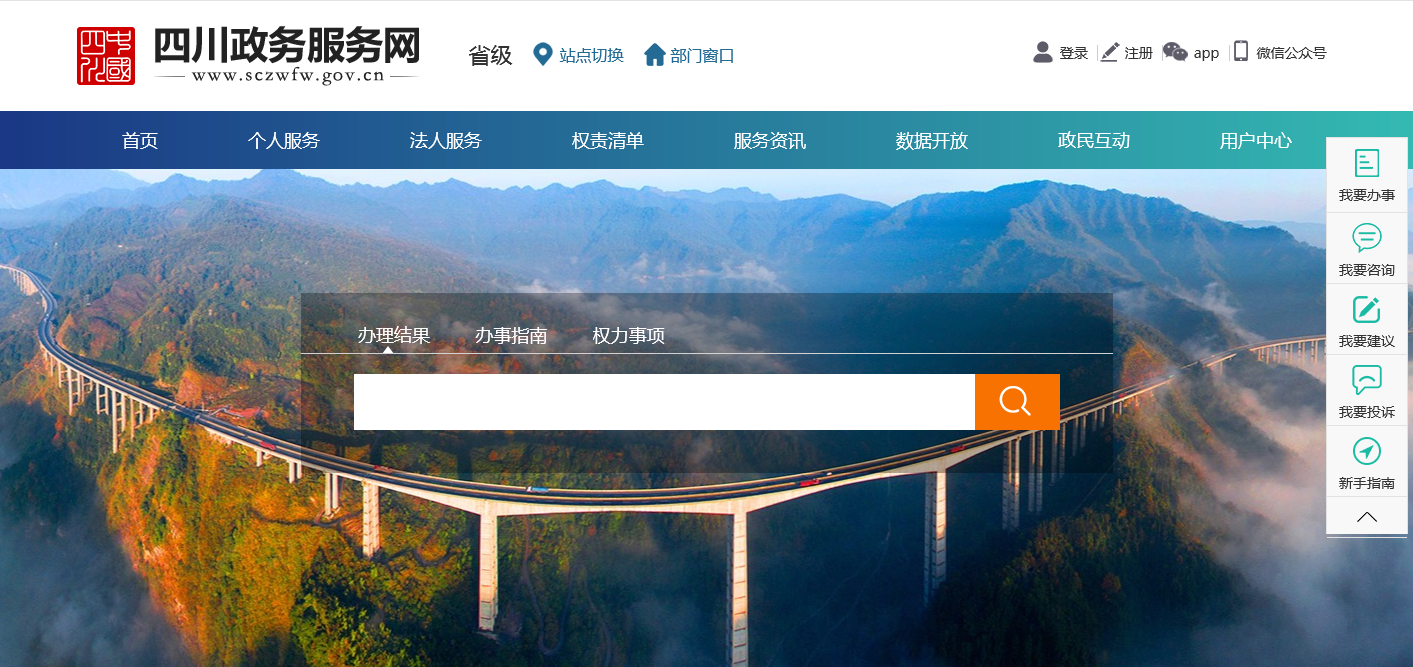 四川中國
四川政务服务网
www.sczwfw.gov.cn
省级 站点切换 部门窗口
登录 注册 app 微信公众号
首页 个人服务 法人服务 权责清单 服务资讯 数据开放 政民互动 用户中心
办理结果 办事指南 权力事项
我要办事
我要咨询
我要建议
我要投诉
新手指南